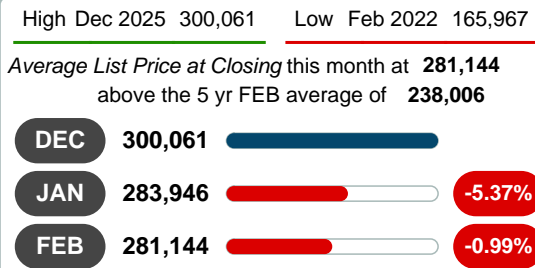 High Dec 2025 300,061 Low Feb 2022 165,967
Average List Price at Closing this month at 281,144
above the 5 yr FEB average of 238,006
DEC 300,061
JAN 283,946 -5.37%
FEB 281,144 -0.99%